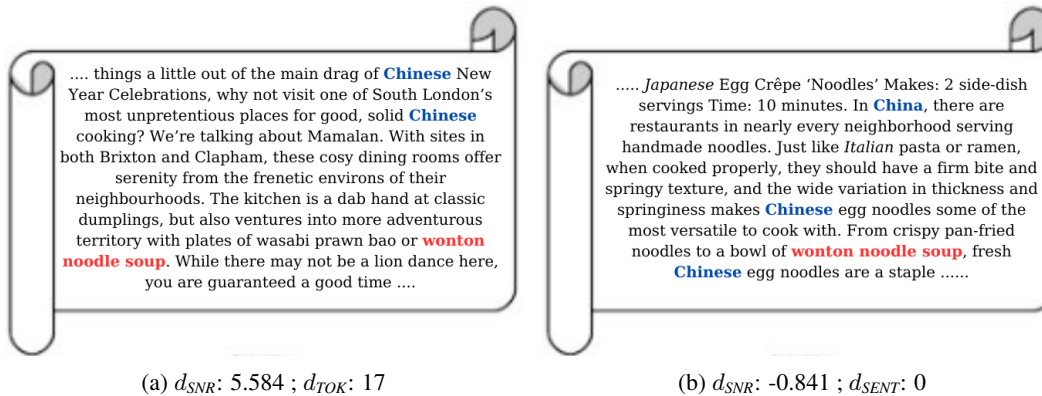 .... things a little out of the main drag of Chinese New
Year Celebrations, why not visit one of South London's
most unpretentious places for good, solid Chinese
cooking? We're talking about Mamalan. With sites in
both Brixton and Clapham, these cosy dining rooms offer
serenity from the frenetic environs of their
neighbourhoods. The kitchen is a dab hand at classic
dumplings, but also ventures into more adventurous
territory with plates of wasabi prawn bao or wonton
noodle soup. While there may not be a lion dance here,
you are guaranteed a good time ....
(a) dSNR: 5.584 ; dTOK: 17
..... Japanese Egg Crêpe 'Noodles' Makes: 2 side-dish
servings Time: 10 minutes. In China, there are
restaurants in nearly every neighborhood serving
handmade noodles. Just like Italian pasta or ramen,
when cooked properly, they should have a firm bite and
springy texture, and the wide variation in thickness and
springiness makes Chinese egg noodles some of the
most versatile to cook with. From crispy pan-fried
noodles to a bowl of wonton noodle soup, fresh
Chinese egg noodles are a staple ......
(b) dSNR: -0.841 ; dSENT: 0